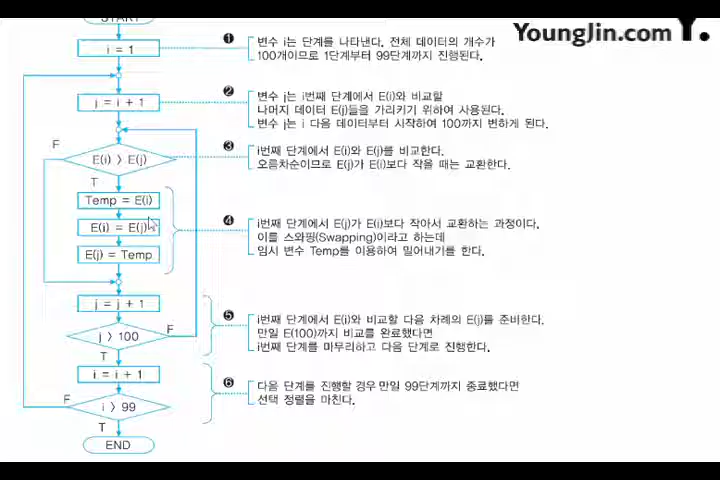 START
YoungJin.com Y.
i = 1
❶ 변수 i는 단계를 나타낸다. 전체 데이터의 개수가
100개이므로 1단계부터 99단계까지 진행된다.
j = i + 1
❷ 변수 j는 i번째 단계에서 E(i)와 비교할
나머지 데이터 E(j)들을 가리키기 위하여 사용된다.
변수 j는 i 다음 데이터부터 시작하여 100까지 변하게 된다.
F
E(i) > E(j)
T
❸ i번째 단계에서 E(i)와 E(j)를 비교한다.
오름차순이므로 E(j)가 E(i)보다 작을 때는 교환한다.
Temp = E(i)
E(i) = E(j)
E(j) = Temp
❹ i번째 단계에서 E(j)가 E(i)보다 작아서 교환하는 과정이다.
이를 스와핑(Swapping)이라고 하는데
임시 변수 Temp를 이용하여 밀어내기를 한다.
j = j + 1
j > 100
F
T
❺ i번째 단계에서 E(i)와 비교할 다음 차례의 E(j)를 준비한다.
만일 E(100)까지 비교를 완료했다면
i번째 단계를 마무리하고 다음 단계로 진행한다.
i = i + 1
F
i > 99
T
❻ 다음 단계를 진행할 경우 만일 99단계까지 종료했다면
선택 정렬을 마친다.
END